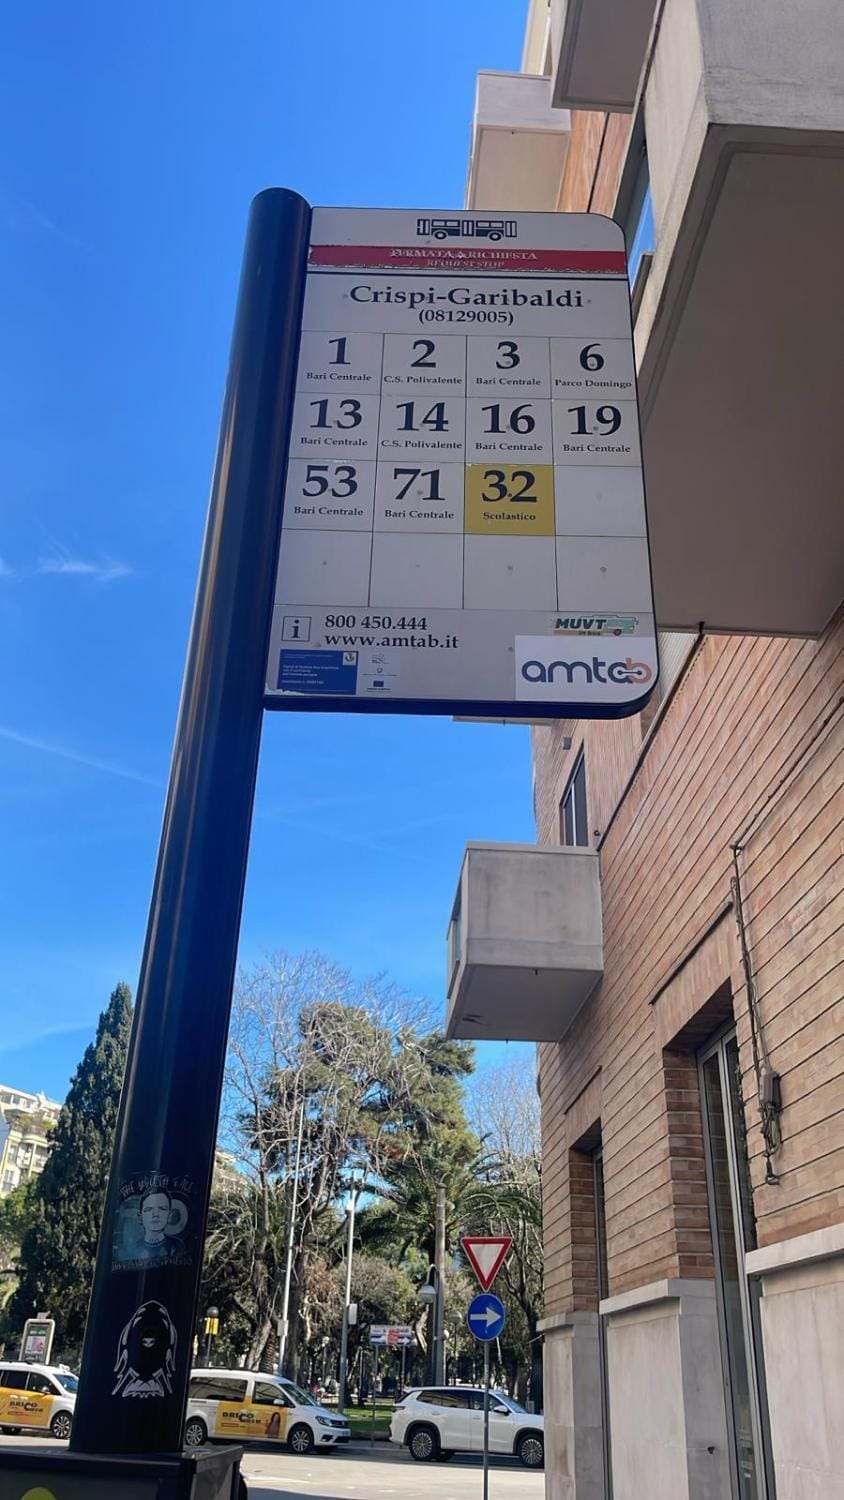 FERMATA A RICHIESTA
REQUEST STOP
Crispi-Garibaldi
(08129005)
1 2 3 6
Bari Centrale C.S. Polivalente Bari Centrale Parco Domingo
13 14 16 19
Bari Centrale C.S. Polivalente Bari Centrale Bari Centrale
53 71 32
Bari Centrale Bari Centrale Scolastico
i 800 450.444
www.amtab.it
MUVT
in bus
amtab